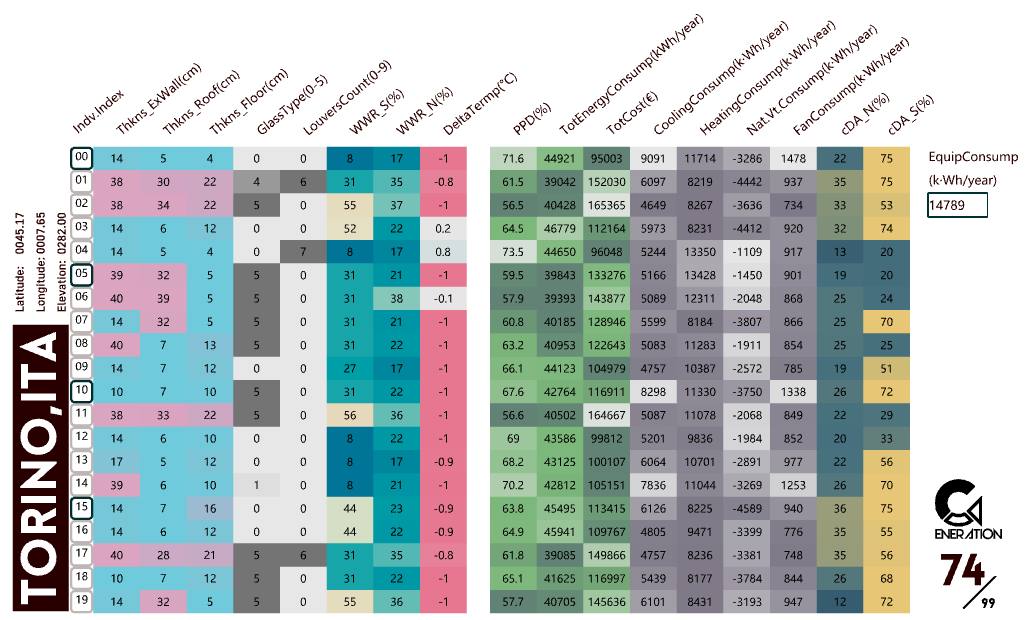 Indv.Index Thkns_ExWall(cm) Thkns_Roof(cm) Thkns_Floor(cm) GlassType(0-5) LouversCount(0-9) WWR_S(%) WWR_N(%) DeltaTermp(°C) PPD(%) TotEnergyConsump(kWh/year) TotCost(€) CoolingConsump(k·Wh/year) HeatingConsump(k·Wh/year) Nat.Vt.Consump(k·Wh/year) FanConsump(k·Wh/year) cDA_N(%) cDA_S(%)
00 14 5 4 0 0 8 17 -1 71.6 44921 95003 9091 11714 -3286 1478 22 75
01 38 30 22 4 6 31 35 -0.8 61.5 39042 152030 6097 8219 -4442 937 35 75
02 38 34 22 5 0 55 37 -1 56.5 40428 165365 4649 8267 -3636 734 33 53
03 14 6 12 0 0 52 22 0.2 64.5 46779 112164 5973 8231 -4412 920 32 74
04 14 5 4 0 7 8 17 0.8 73.5 44650 96048 5244 13350 -1109 917 13 20
05 39 32 5 5 0 31 21 -1 59.5 39843 133276 5166 13428 -1450 901 19 20
06 40 39 5 5 0 31 38 -0.1 57.9 39393 143877 5089 12311 -2048 868 25 24
07 14 32 5 5 0 31 21 -1 60.8 40185 128946 5599 8184 -3807 866 25 70
08 40 7 13 5 0 31 22 -1 63.2 40953 122643 5083 11283 -1911 854 25 25
09 14 7 12 0 0 27 17 -1 66.1 44123 104979 4757 10387 -2572 785 19 51
10 10 7 10 5 0 31 22 -1 67.6 42764 116911 8298 11330 -3750 1338 26 72
11 38 33 22 5 0 56 36 -1 56.6 40502 164667 5087 11078 -2068 849 22 29
12 14 6 10 0 0 8 22 -1 69 43586 99812 5201 9836 -1984 852 20 33
13 17 5 12 0 0 8 17 -0.9 68.2 43125 100107 6064 10701 -2891 977 22 56
14 39 6 10 1 0 8 21 -1 70.2 42812 105151 7836 11044 -3269 1253 26 70
15 14 7 16 0 0 44 23 -0.9 63.8 45495 113415 6126 8225 -4589 940 36 75
16 14 6 12 0 0 44 22 -0.9 64.9 45941 109767 4805 9471 -3399 776 35 55
17 40 28 21 5 6 31 35 -0.8 61.8 39085 149866 4757 8236 -3381 748 35 56
18 10 7 12 5 0 31 22 -1 65.1 41625 116997 5439 8177 -3784 844 26 68
19 14 32 5 5 0 55 36 -1 57.7 40705 145636 6101 8431 -3193 947 12 72
EquipConsump
(k·Wh/year)
14789
Latitude: 0045.17
Longitude: 0007.65
Elevation: 0282.00
TORINO,ITA
ENERATION
74/99